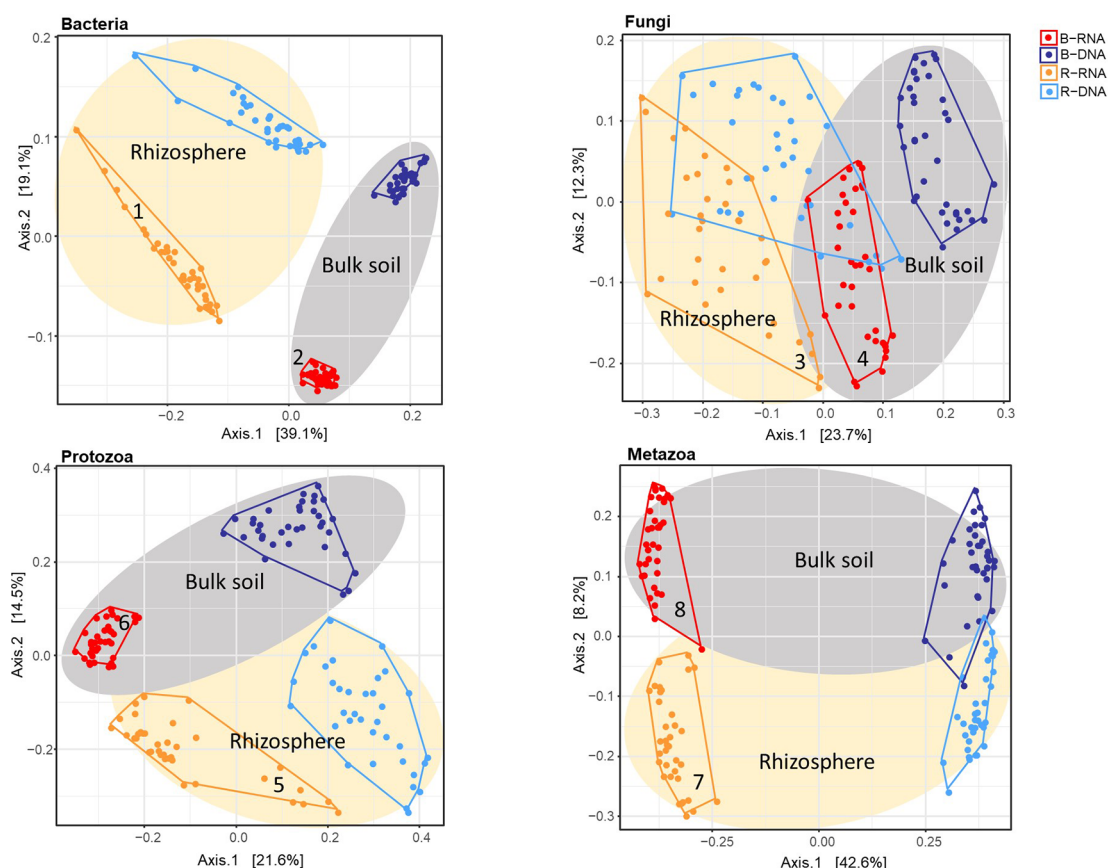 Bacteria
0.2
0.1
0.0
−0.1
Axis.2 [19.1%]
Rhizosphere
1
Bulk soil
2
−0.2
0.0
0.2
Axis.1 [39.1%]
Fungi
0.2
0.1
0.0
−0.1
−0.2
Axis.2 [12.3%]
Bulk soil
Rhizosphere
3
4
−0.3
−0.2
−0.1
0.0
0.1
0.2
0.3
Axis.1 [23.7%]
B−RNA
B−DNA
R−RNA
R−DNA
Protozoa
0.4
0.2
0.0
−0.2
Axis.2 [14.5%]
Bulk soil
6
Rhizosphere
5
−0.2
0.0
0.2
0.4
Axis.1 [21.6%]
Metazoa
0.2
0.1
0.0
−0.1
−0.2
−0.3
Axis.2 [8.2%]
Bulk soil
8
Rhizosphere
7
−0.25
0.00
0.25
Axis.1 [42.6%]